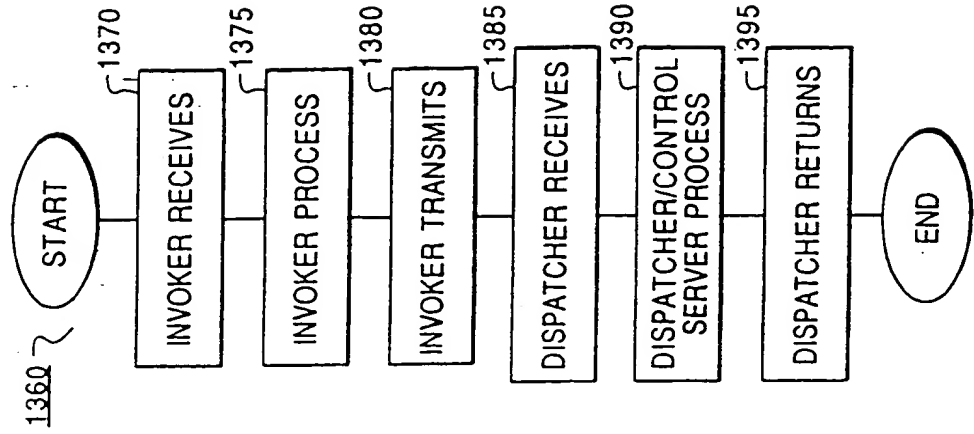 1360
START
1370
INVOKER RECEIVES
1375
INVOKER PROCESS
1380
INVOKER TRANSMITS
1385
DISPATCHER RECEIVES
1390
DISPATCHER/CONTROL
SERVER PROCESS
1395
DISPATCHER RETURNS
END